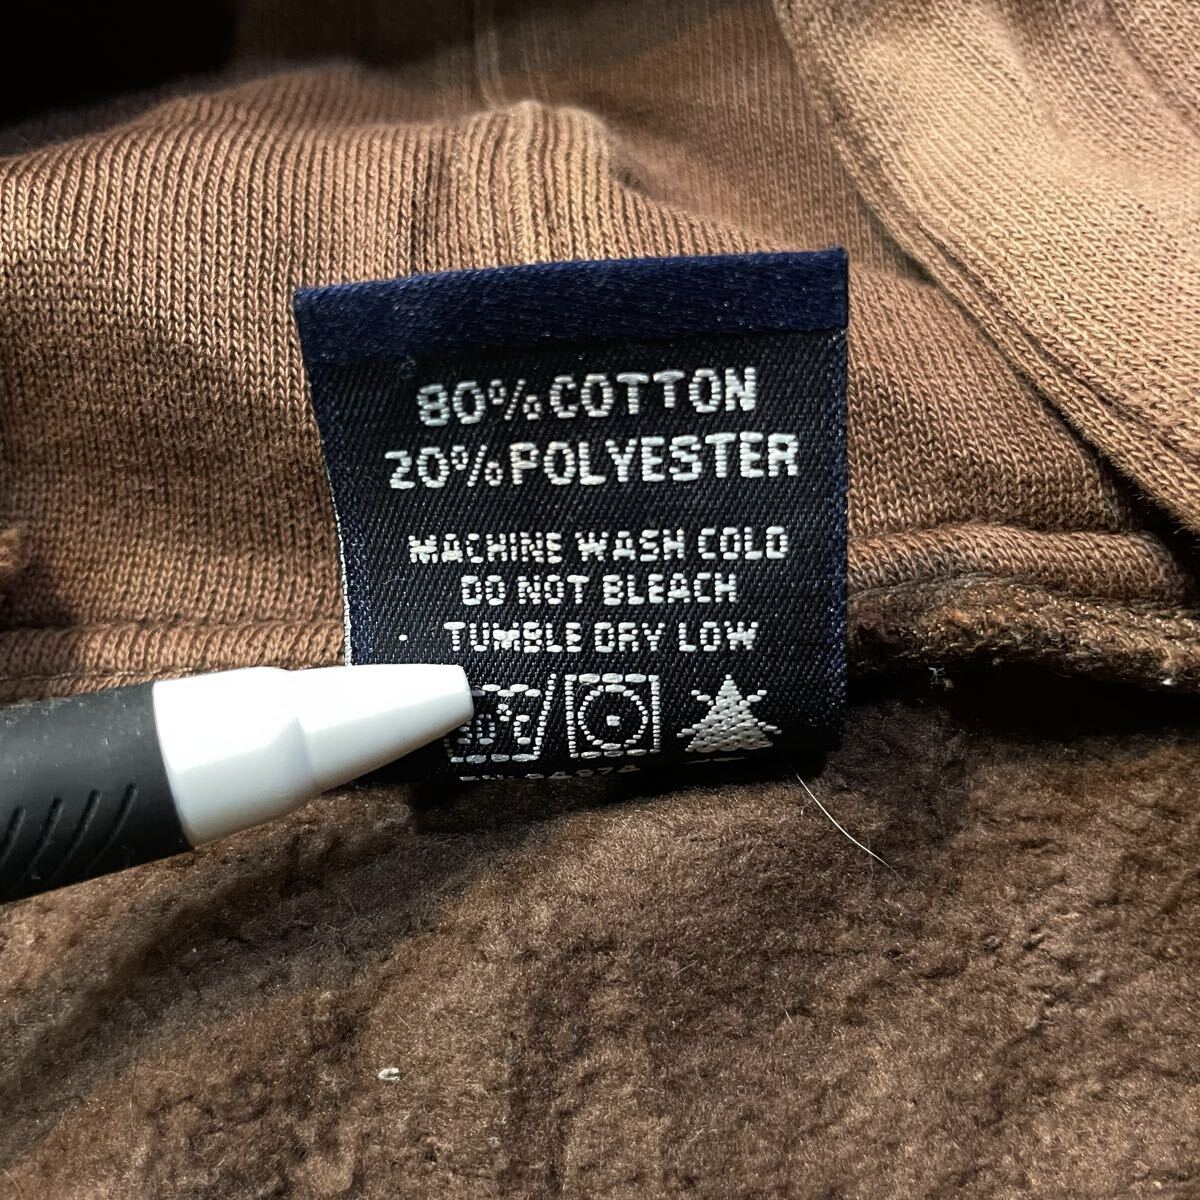 80% COTTON
20% POLYESTER
MACHINE WASH COLD
DO NOT BLEACH
TUMBLE DRY LOW